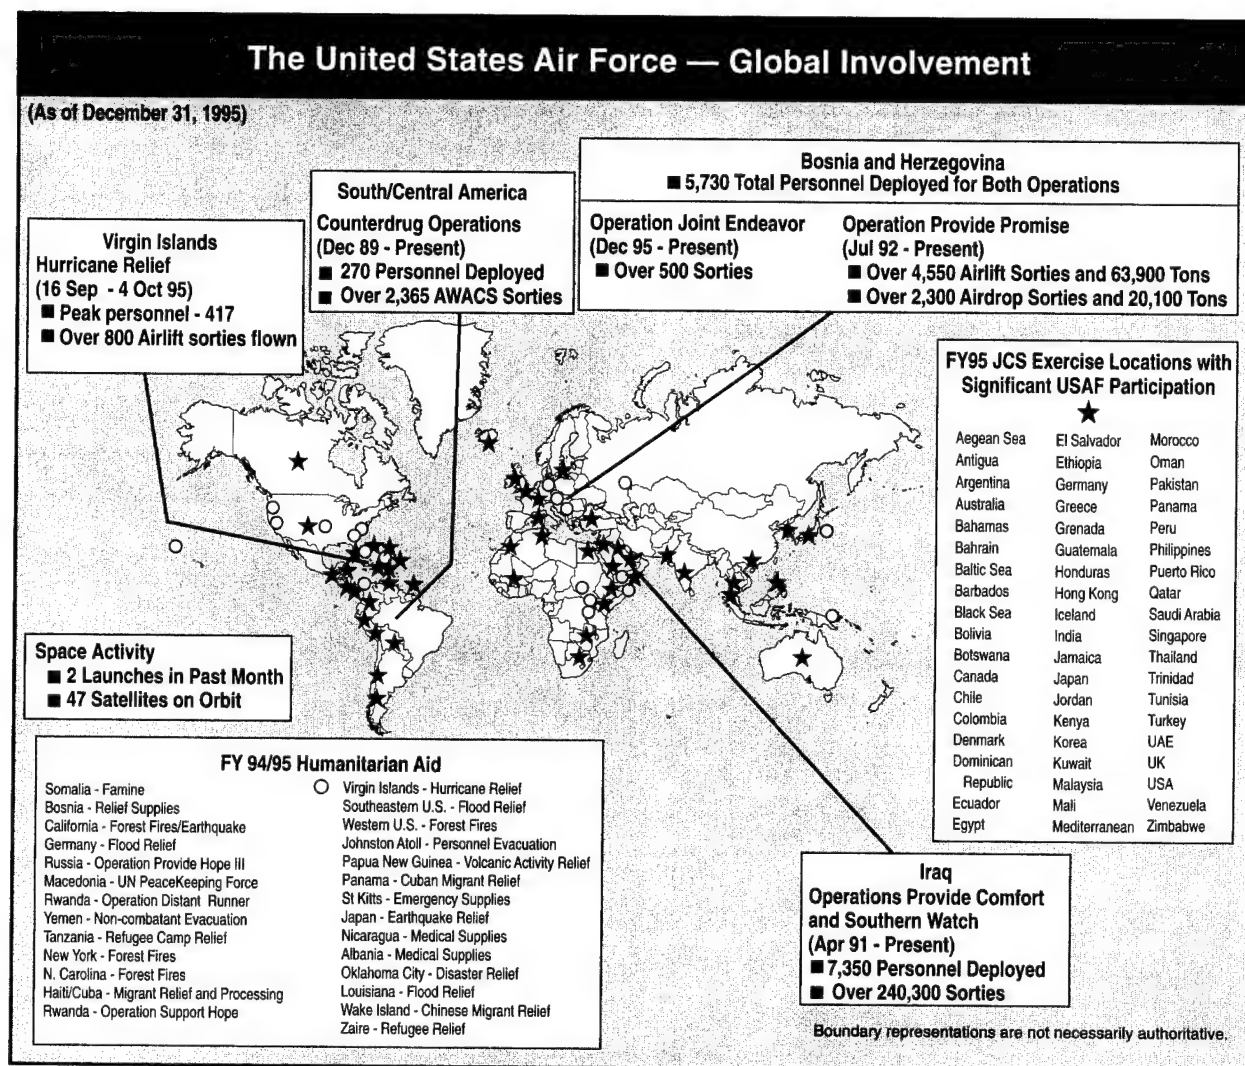 The United States Air Force — Global Involvement
(As of December 31, 1995)
Virgin Islands
Hurricane Relief
(16 Sep - 4 Oct 95)
■ Peak personnel - 417
■ Over 800 Airlift sorties flown
South/Central America
Counterdrug Operations
(Dec 89 - Present)
■ 270 Personnel Deployed
■ Over 2,365 AWACS Sorties
Bosnia and Herzegovina
■ 5,730 Total Personnel Deployed for Both Operations
Operation Joint Endeavor
(Dec 95 - Present)
■ Over 500 Sorties
Operation Provide Promise
(Jul 92 - Present)
■ Over 4,550 Airlift Sorties and 63,900 Tons
■ Over 2,300 Airdrop Sorties and 20,100 Tons
FY95 JCS Exercise Locations with
Significant USAF Participation
★
Aegean Sea
Antigua
Argentina
Australia
Bahamas
Bahrain
Baltic Sea
Barbados
Black Sea
Bolivia
Botswana
Canada
Chile
Colombia
Denmark
Dominican
Republic
Ecuador
Egypt
El Salvador
Ethiopia
Germany
Greece
Grenada
Guatemala
Honduras
Hong Kong
Iceland
India
Jamaica
Japan
Jordan
Kenya
Korea
Kuwait
Malaysia
Mali
Mediterranean
Morocco
Oman
Pakistan
Panama
Peru
Philippines
Puerto Rico
Qatar
Saudi Arabia
Singapore
Thailand
Trinidad
Tunisia
Turkey
UAE
UK
USA
Venezuela
Zimbabwe
Space Activity
■ 2 Launches in Past Month
■ 47 Satellites on Orbit
FY 94/95 Humanitarian Aid
Somalia - Famine
Bosnia - Relief Supplies
California - Forest Fires/Earthquake
Germany - Flood Relief
Russia - Operation Provide Hope III
Macedonia - UN PeaceKeeping Force
Rwanda - Operation Distant Runner
Yemen - Non-combatant Evacuation
Tanzania - Refugee Camp Relief
New York - Forest Fires
N. Carolina - Forest Fires
Haiti/Cuba - Migrant Relief and Processing
Rwanda - Operation Support Hope
Virgin Islands - Hurricane Relief
Southeastern U.S. - Flood Relief
Western U.S. - Forest Fires
Johnston Atoll - Personnel Evacuation
Papua New Guinea - Volcanic Activity Relief
Panama - Cuban Migrant Relief
St Kitts - Emergency Supplies
Japan - Earthquake Relief
Nicaragua - Medical Supplies
Albania - Medical Supplies
Oklahoma City - Disaster Relief
Louisiana - Flood Relief
Wake Island - Chinese Migrant Relief
Zaire - Refugee Relief
Iraq
Operations Provide Comfort
and Southern Watch
(Apr 91 - Present)
■ 7,350 Personnel Deployed
■ Over 240,300 Sorties
Boundary representations are not necessarily authoritative.